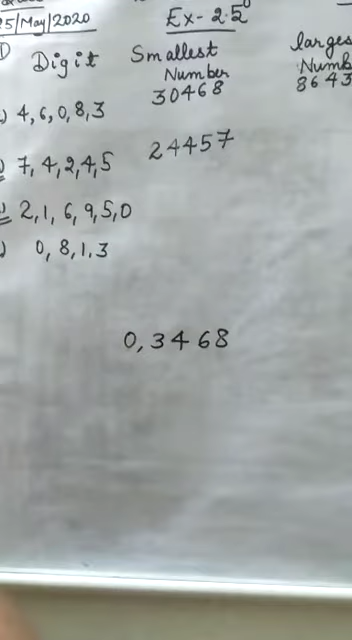 25/May/2020 Ex-2.5
Digit Smallest Number
4,6,0,8,3 30468
7,4,2,4,5 24457
2,1,6,9,5,0
0,8,1,3
0,3468